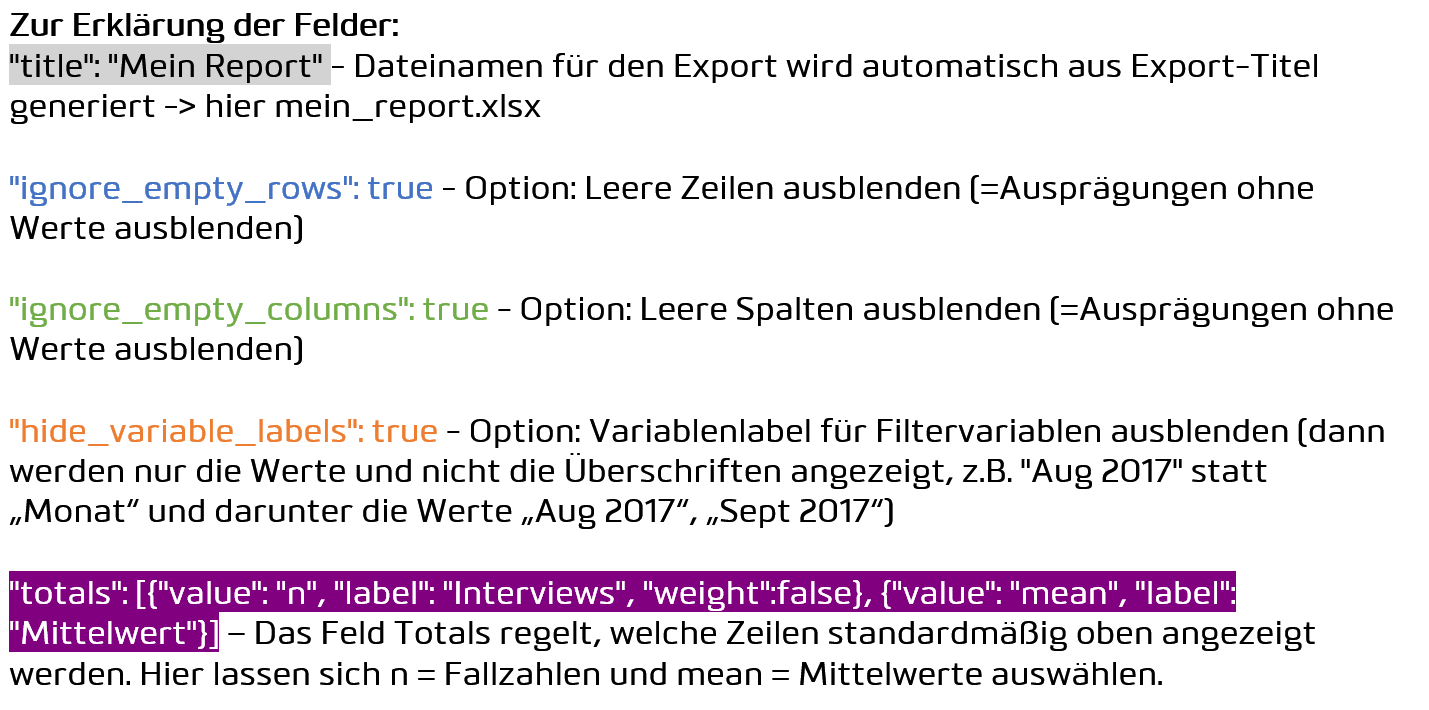 Zur Erklärung der Felder:
"title": "Mein Report" – Dateinamen für den Export wird automatisch aus Export-Titel
generiert -> hier mein_report.xlsx
"ignore_empty_rows": true - Option: Leere Zeilen ausblenden (=Ausprägungen ohne
Werte ausblenden)
"ignore_empty_columns": true - Option: Leere Spalten ausblenden (=Ausprägungen ohne
Werte ausblenden)
"hide_variable_labels": true - Option: Variablenlabel für Filtervariablen ausblenden (dann
werden nur die Werte und nicht die Überschriften angezeigt, z.B. "Aug 2017" statt
„Monat“ und darunter die Werte „Aug 2017“, „Sept 2017“)
"totals": [{"value": "n", "label": "Interviews", "weight":false}, {"value": "mean", "label":
"Mittelwert"}] – Das Feld Totals regelt, welche Zeilen standardmäßig oben angezeigt
werden. Hier lassen sich n = Fallzahlen und mean = Mittelwerte auswählen.